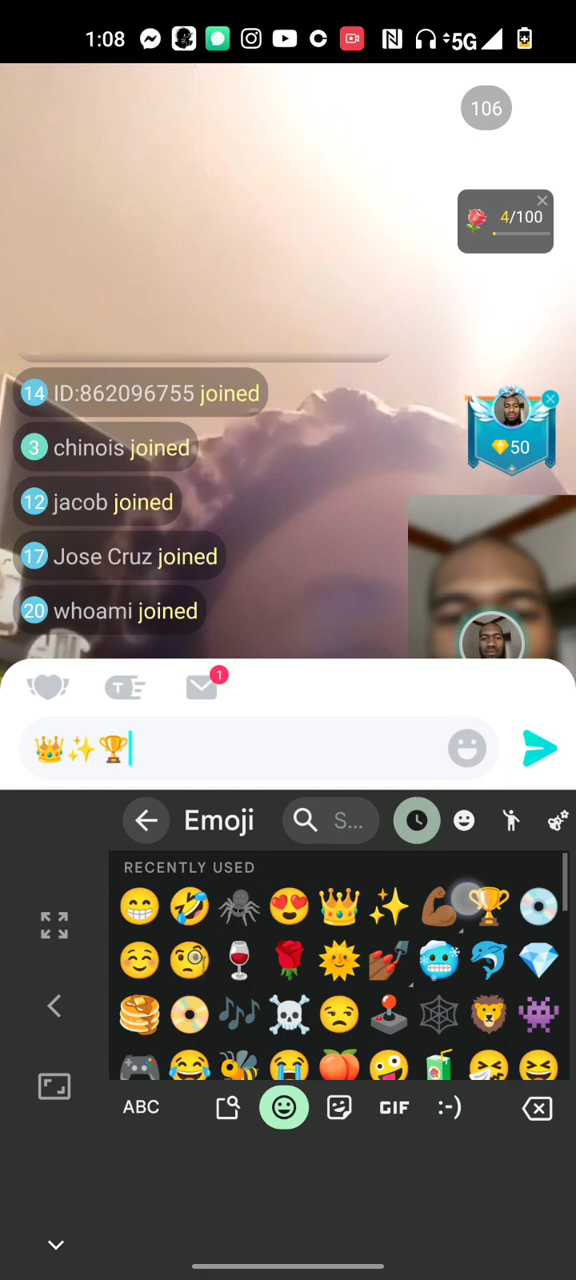 1:08
5G
106
4/100
14 ID:862096755 joined
3 chinois joined
50
12 jacob joined
17 Jose Cruz joined
20 whoami joined
T
1
Emoji
S...
RECENTLY USED
ABC
GIF
:-)